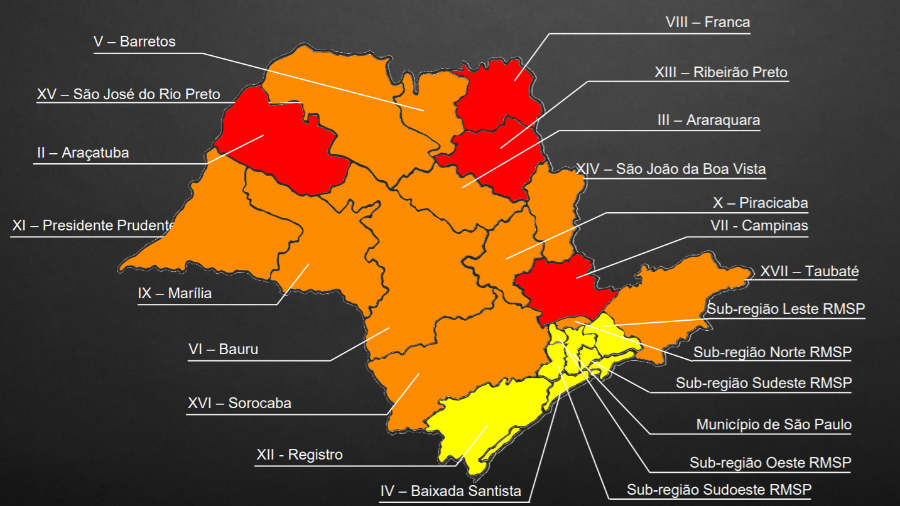 VIII – Franca
V – Barretos
XIII – Ribeirão Preto
XV – São José do Rio Preto
III – Araraquara
II – Araçatuba
XIV – São João da Boa Vista
X – Piracicaba
XI – Presidente Prudente
VII - Campinas
XVII – Taubaté
IX – Marília
Sub-região Leste RMSP
VI – Bauru
Sub-região Norte RMSP
Sub-região Sudeste RMSP
XVI – Sorocaba
Município de São Paulo
XII - Registro
Sub-região Oeste RMSP
IV – Baixada Santista
Sub-região Sudoeste RMSP